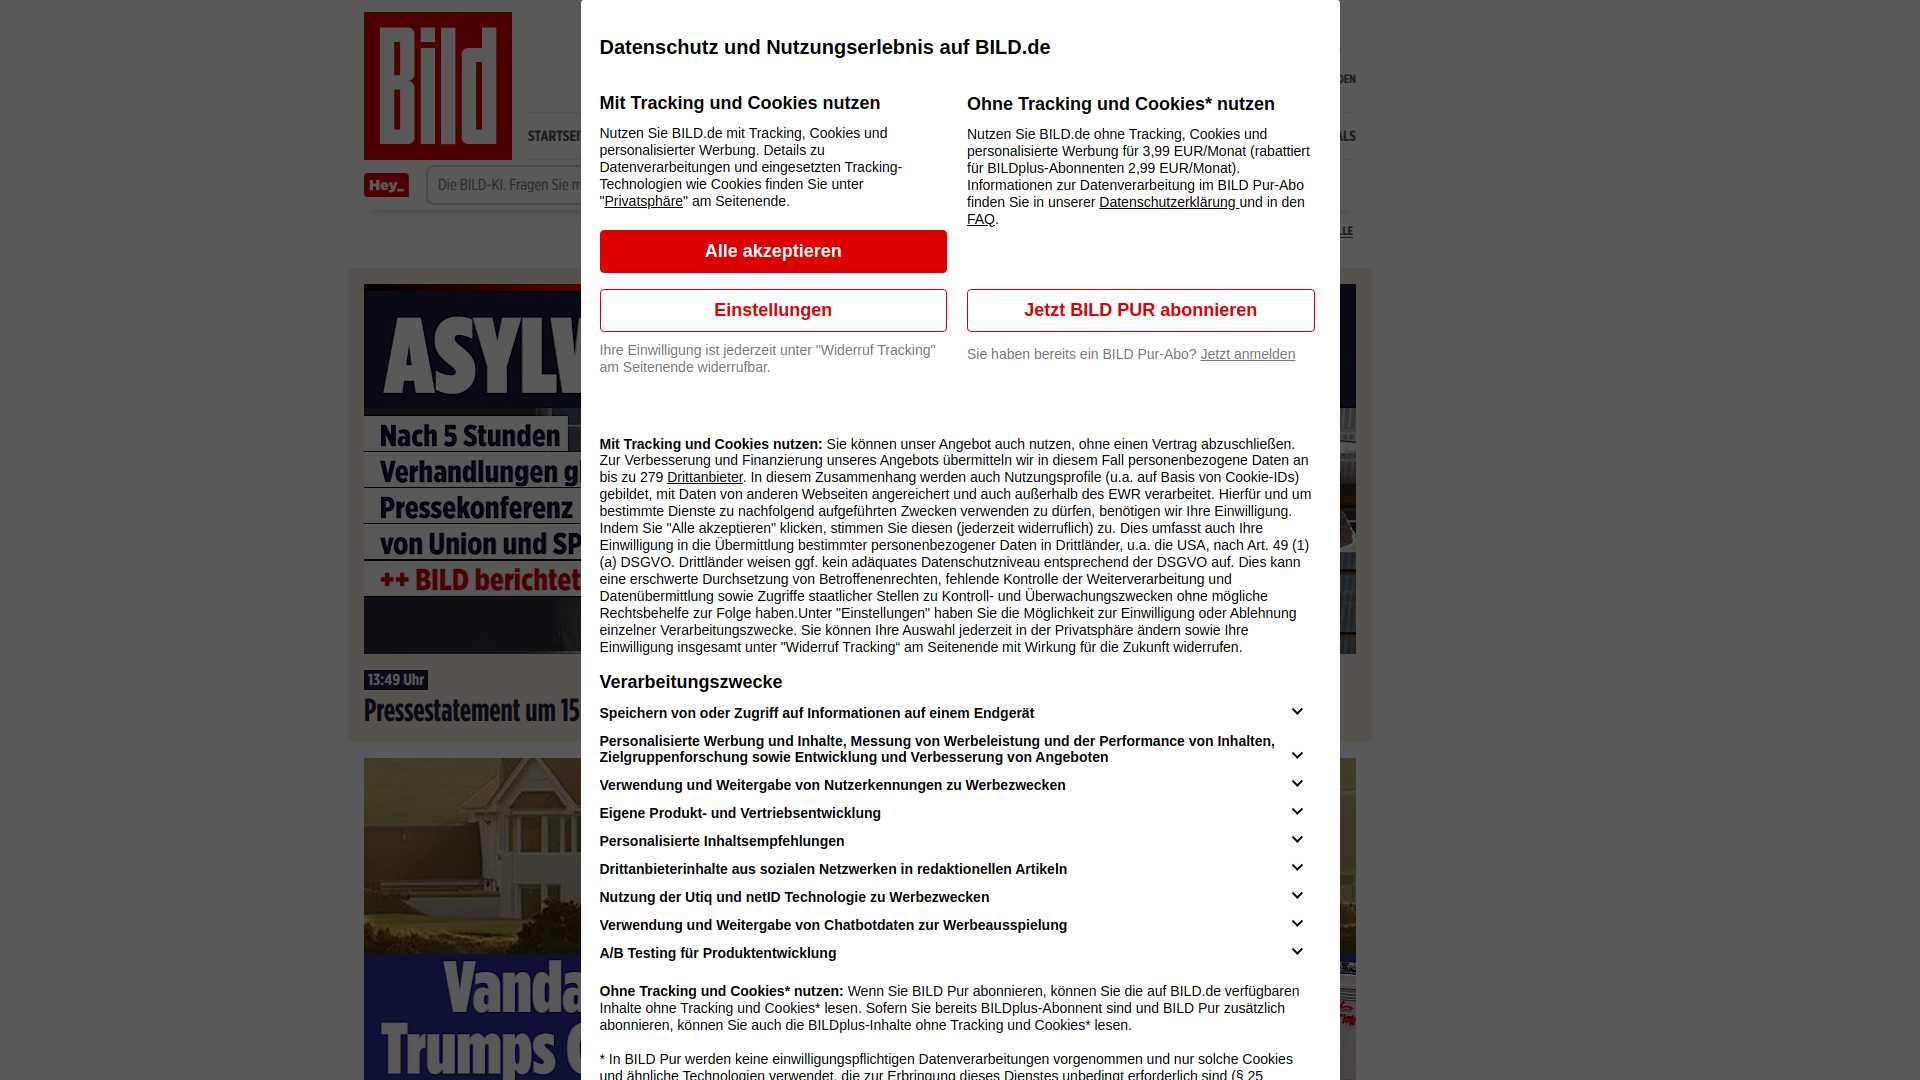 Bild
STARTSEI
DEN
ALS
Hey_
Die BILD-KI. Fragen Sie m
LLE
ASYLW
Nach 5 Stunden
Verhandlungen gl
Pressekonferenz
von Union und SP
++ BILD berichtet
13:49 Uhr
Pressestatement um 15
Vanda
Trumps G
Datenschutz und Nutzungserlebnis auf BILD.de
Mit Tracking und Cookies nutzen
Nutzen Sie BILD.de mit Tracking, Cookies und
personalisierter Werbung. Details zu
Datenverarbeitungen und eingesetzten Tracking-
Technologien wie Cookies finden Sie unter
"Privatsphäre" am Seitenende.
Alle akzeptieren
Einstellungen
Ihre Einwilligung ist jederzeit unter "Widerruf Tracking"
am Seitenende widerrufbar.
Ohne Tracking und Cookies* nutzen
Nutzen Sie BILD.de ohne Tracking, Cookies und
personalisierte Werbung für 3,99 EUR/Monat (rabattiert
für BILDplus-Abonnenten 2,99 EUR/Monat).
Informationen zur Datenverarbeitung im BILD Pur-Abo
finden Sie in unserer Datenschutzerklärung und in den
FAQ.
Jetzt BILD PUR abonnieren
Sie haben bereits ein BILD Pur-Abo? Jetzt anmelden
Mit Tracking und Cookies nutzen: Sie können unser Angebot auch nutzen, ohne einen Vertrag abzuschließen.
Zur Verbesserung und Finanzierung unseres Angebots übermitteln wir in diesem Fall personenbezogene Daten an
bis zu 279 Drittanbieter. In diesem Zusammenhang werden auch Nutzungsprofile (u.a. auf Basis von Cookie-IDs)
gebildet, mit Daten von anderen Webseiten angereichert und auch außerhalb des EWR verarbeitet. Hierfür und um
bestimmte Dienste zu nachfolgend aufgeführten Zwecken verwenden zu dürfen, benötigen wir Ihre Einwilligung.
Indem Sie "Alle akzeptieren" klicken, stimmen Sie diesen (jederzeit widerruflich) zu. Dies umfasst auch Ihre
Einwilligung in die Übermittlung bestimmter personenbezogener Daten in Drittländer, u.a. die USA, nach Art. 49 (1)
(a) DSGVO. Drittländer weisen ggf. kein adäquates Datenschutzniveau entsprechend der DSGVO auf. Dies kann
eine erschwerte Durchsetzung von Betroffenenrechten, fehlende Kontrolle der Weiterverarbeitung und
Datenübermittlung sowie Zugriffe staatlicher Stellen zu Kontroll- und Überwachungszwecken ohne mögliche
Rechtsbehelfe zur Folge haben.Unter "Einstellungen" haben Sie die Möglichkeit zur Einwilligung oder Ablehnung
einzelner Verarbeitungszwecke. Sie können Ihre Auswahl jederzeit in der Privatsphäre ändern sowie Ihre
Einwilligung insgesamt unter "Widerruf Tracking“ am Seitenende mit Wirkung für die Zukunft widerrufen.
Verarbeitungszwecke
Speichern von oder Zugriff auf Informationen auf einem Endgerät
Personalisierte Werbung und Inhalte, Messung von Werbeleistung und der Performance von Inhalten,
Zielgruppenforschung sowie Entwicklung und Verbesserung von Angeboten
Verwendung und Weitergabe von Nutzerkennungen zu Werbezwecken
Eigene Produkt- und Vertriebsentwicklung
Personalisierte Inhaltsempfehlungen
Drittanbieterinhalte aus sozialen Netzwerken in redaktionellen Artikeln
Nutzung der Utiq und netID Technologie zu Werbezwecken
Verwendung und Weitergabe von Chatbotdaten zur Werbeausspielung
A/B Testing für Produktentwicklung
Ohne Tracking und Cookies* nutzen: Wenn Sie BILD Pur abonnieren, können Sie die auf BILD.de verfügbaren
Inhalte ohne Tracking und Cookies* lesen. Sofern Sie bereits BILDplus-Abonnent sind und BILD Pur zusätzlich
abonnieren, können Sie auch die BILDplus-Inhalte ohne Tracking und Cookies* lesen.
* In BILD Pur werden keine einwilligungspflichtigen Datenverarbeitungen vorgenommen und nur solche Cookies
und ähnliche Technologien verwendet, die zur Erbringung dieses Dienstes unbedingt erforderlich sind (§ 25